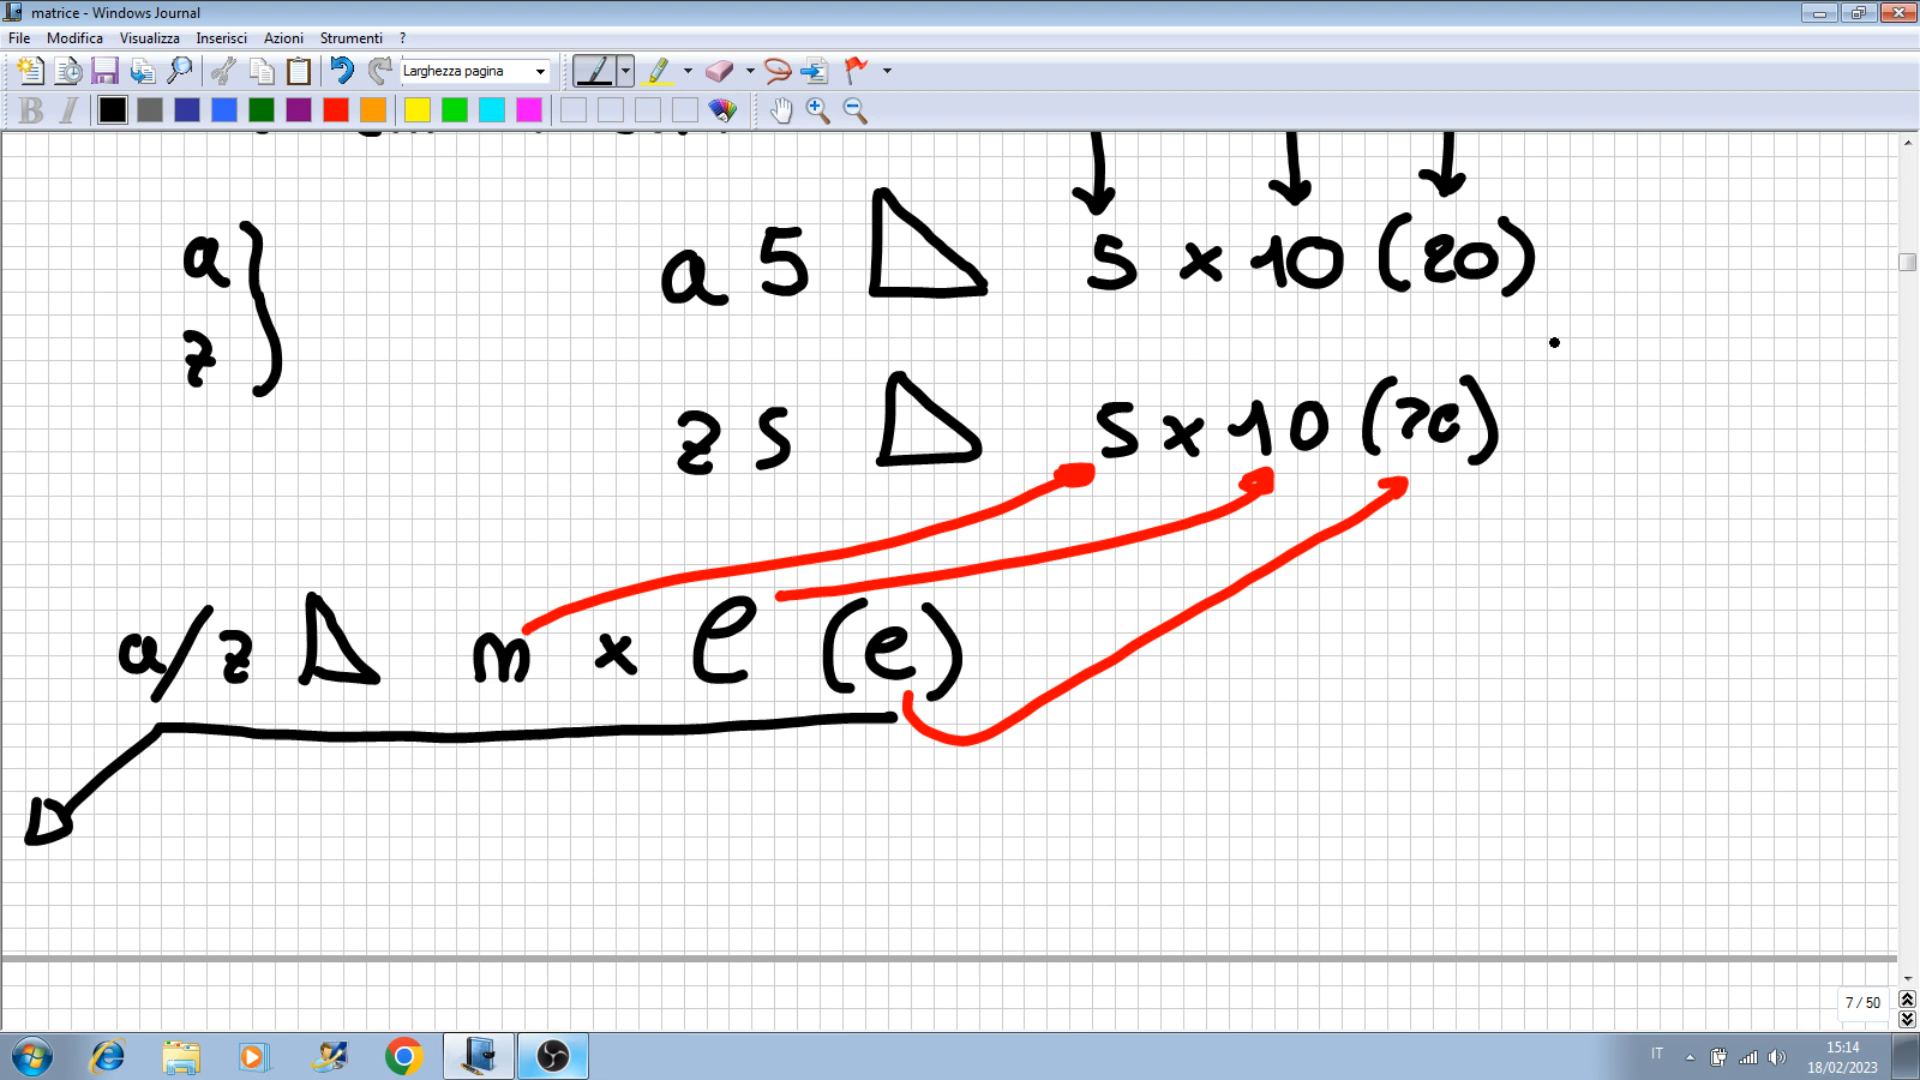 matrice - Windows Journal
File Modifica Visualizza Inserisci Azioni Strumenti ?
Larghezza pagina
B I
a
z
a 5 5 x 10 (20)
z 5 5 x 10 (20)
a/z m x e (e)
7 / 50
IT
15:14
18/02/2023